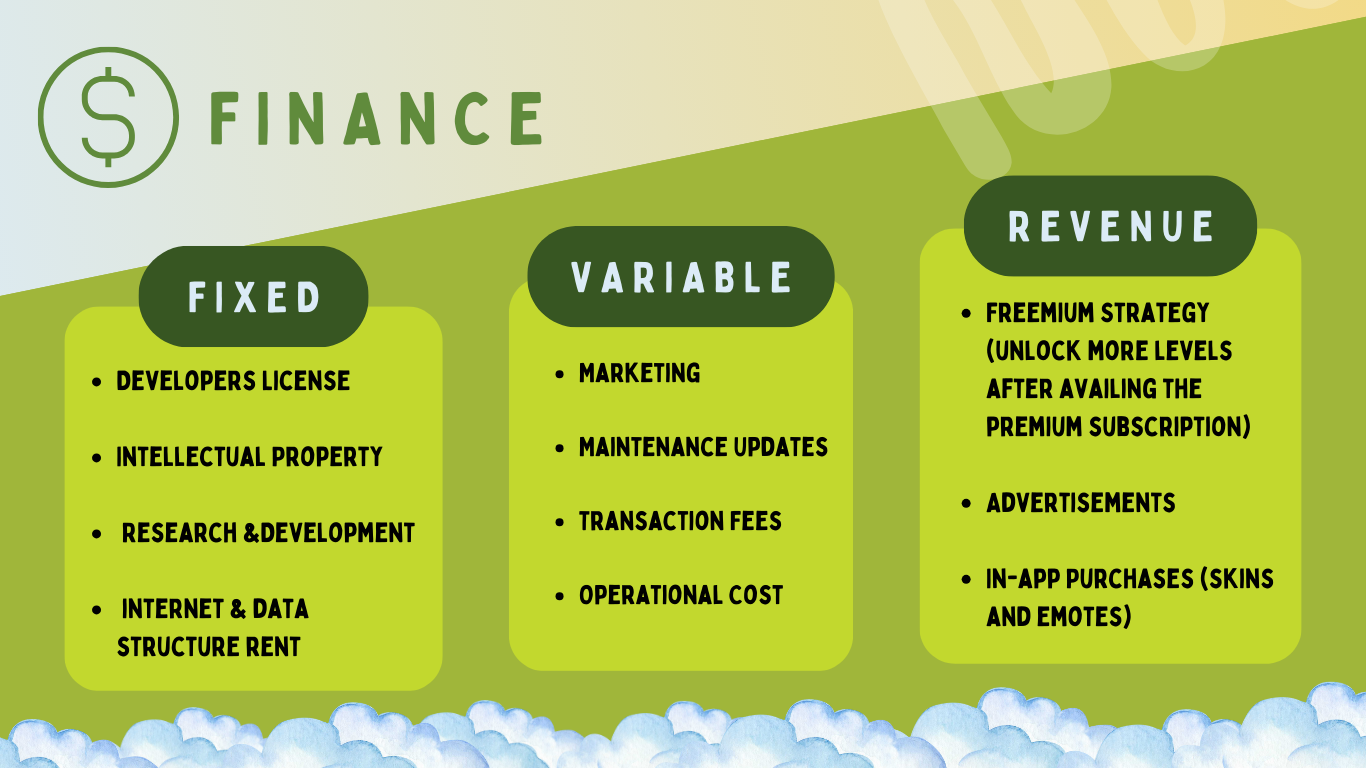 $ FINANCE
FIXED
• DEVELOPERS LICENSE
• INTELLECTUAL PROPERTY
• RESEARCH &DEVELOPMENT
• INTERNET & DATA
STRUCTURE RENT
VARIABLE
• MARKETING
• MAINTENANCE UPDATES
• TRANSACTION FEES
• OPERATIONAL COST
REVENUE
• FREEMIUM STRATEGY
(UNLOCK MORE LEVELS
AFTER AVAILING THE
PREMIUM SUBSCRIPTION)
• ADVERTISEMENTS
• IN-APP PURCHASES (SKINS
AND EMOTES)